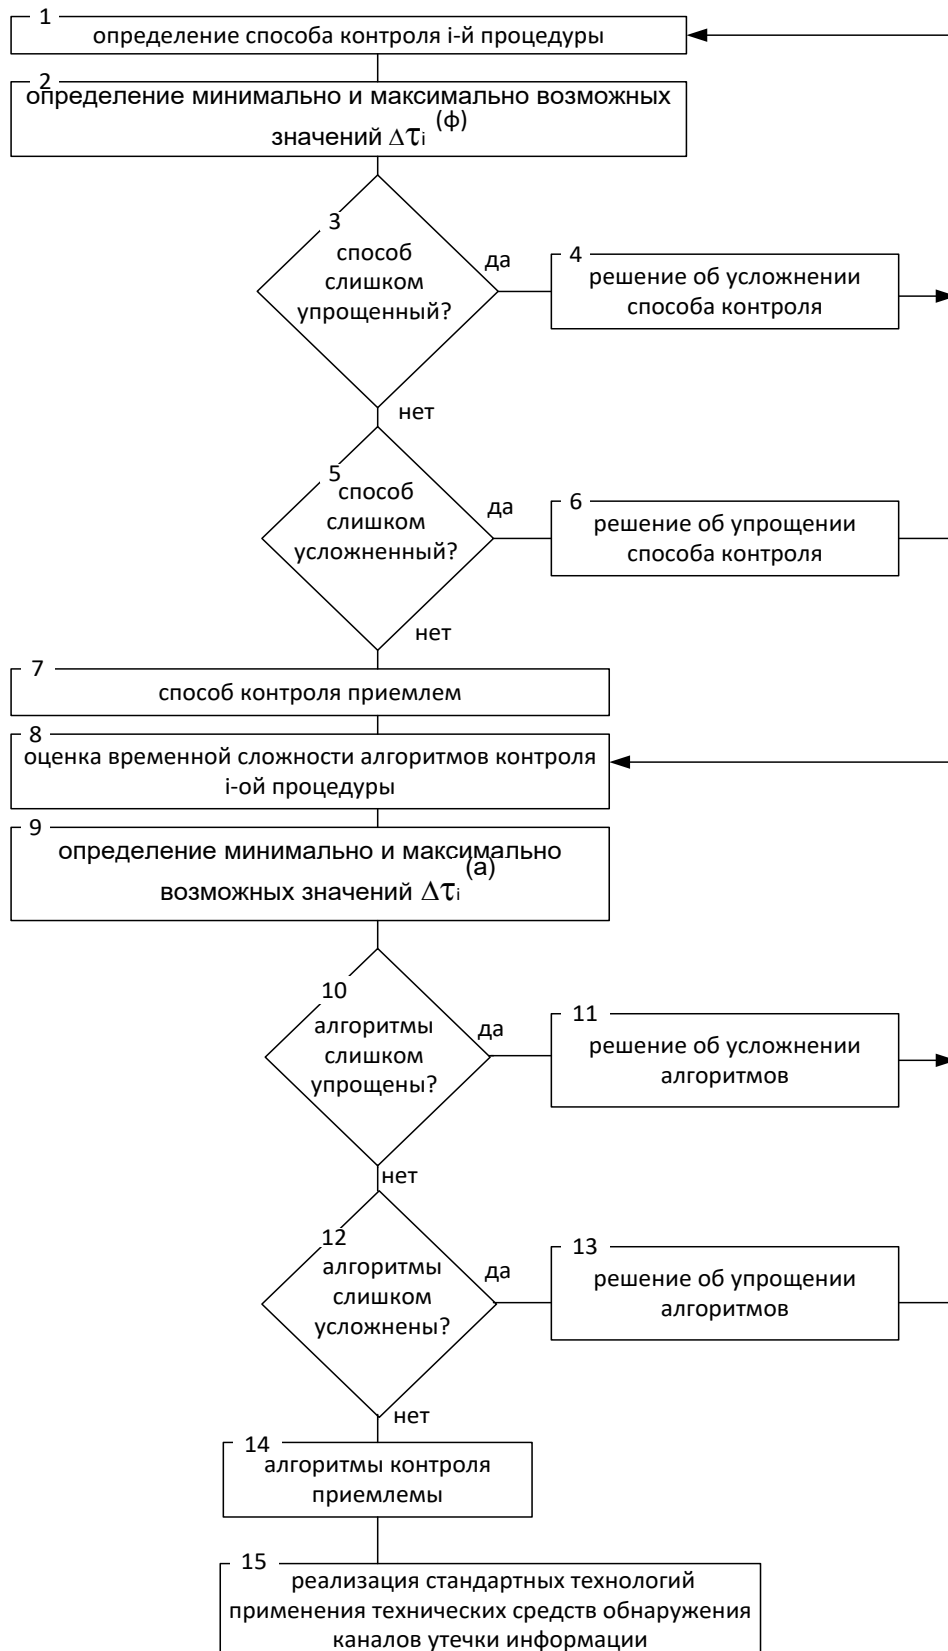 1
определение способа контроля i-й процедуры
2
определение минимально и максимально возможных
значений Δτi (ф)
3
способ
слишком
упрощенный?
да
4
решение об усложнении
способа контроля
нет
5
способ
слишком
усложненный?
да
6
решение об упрощении
способа контроля
нет
7
способ контроля приемлем
8
оценка временной сложности алгоритмов контроля
i-ой процедуры
9
определение минимально и максимально
возможных значений Δτi (а)
10
алгоритмы
слишком
упрощены?
да
11
решение об усложнении
алгоритмов
нет
12
алгоритмы
слишком
усложнены?
да
13
решение об упрощении
алгоритмов
нет
14
алгоритмы контроля
приемлемы
15
реализация стандартных технологий
применения технических средств обнаружения
каналов утечки информации